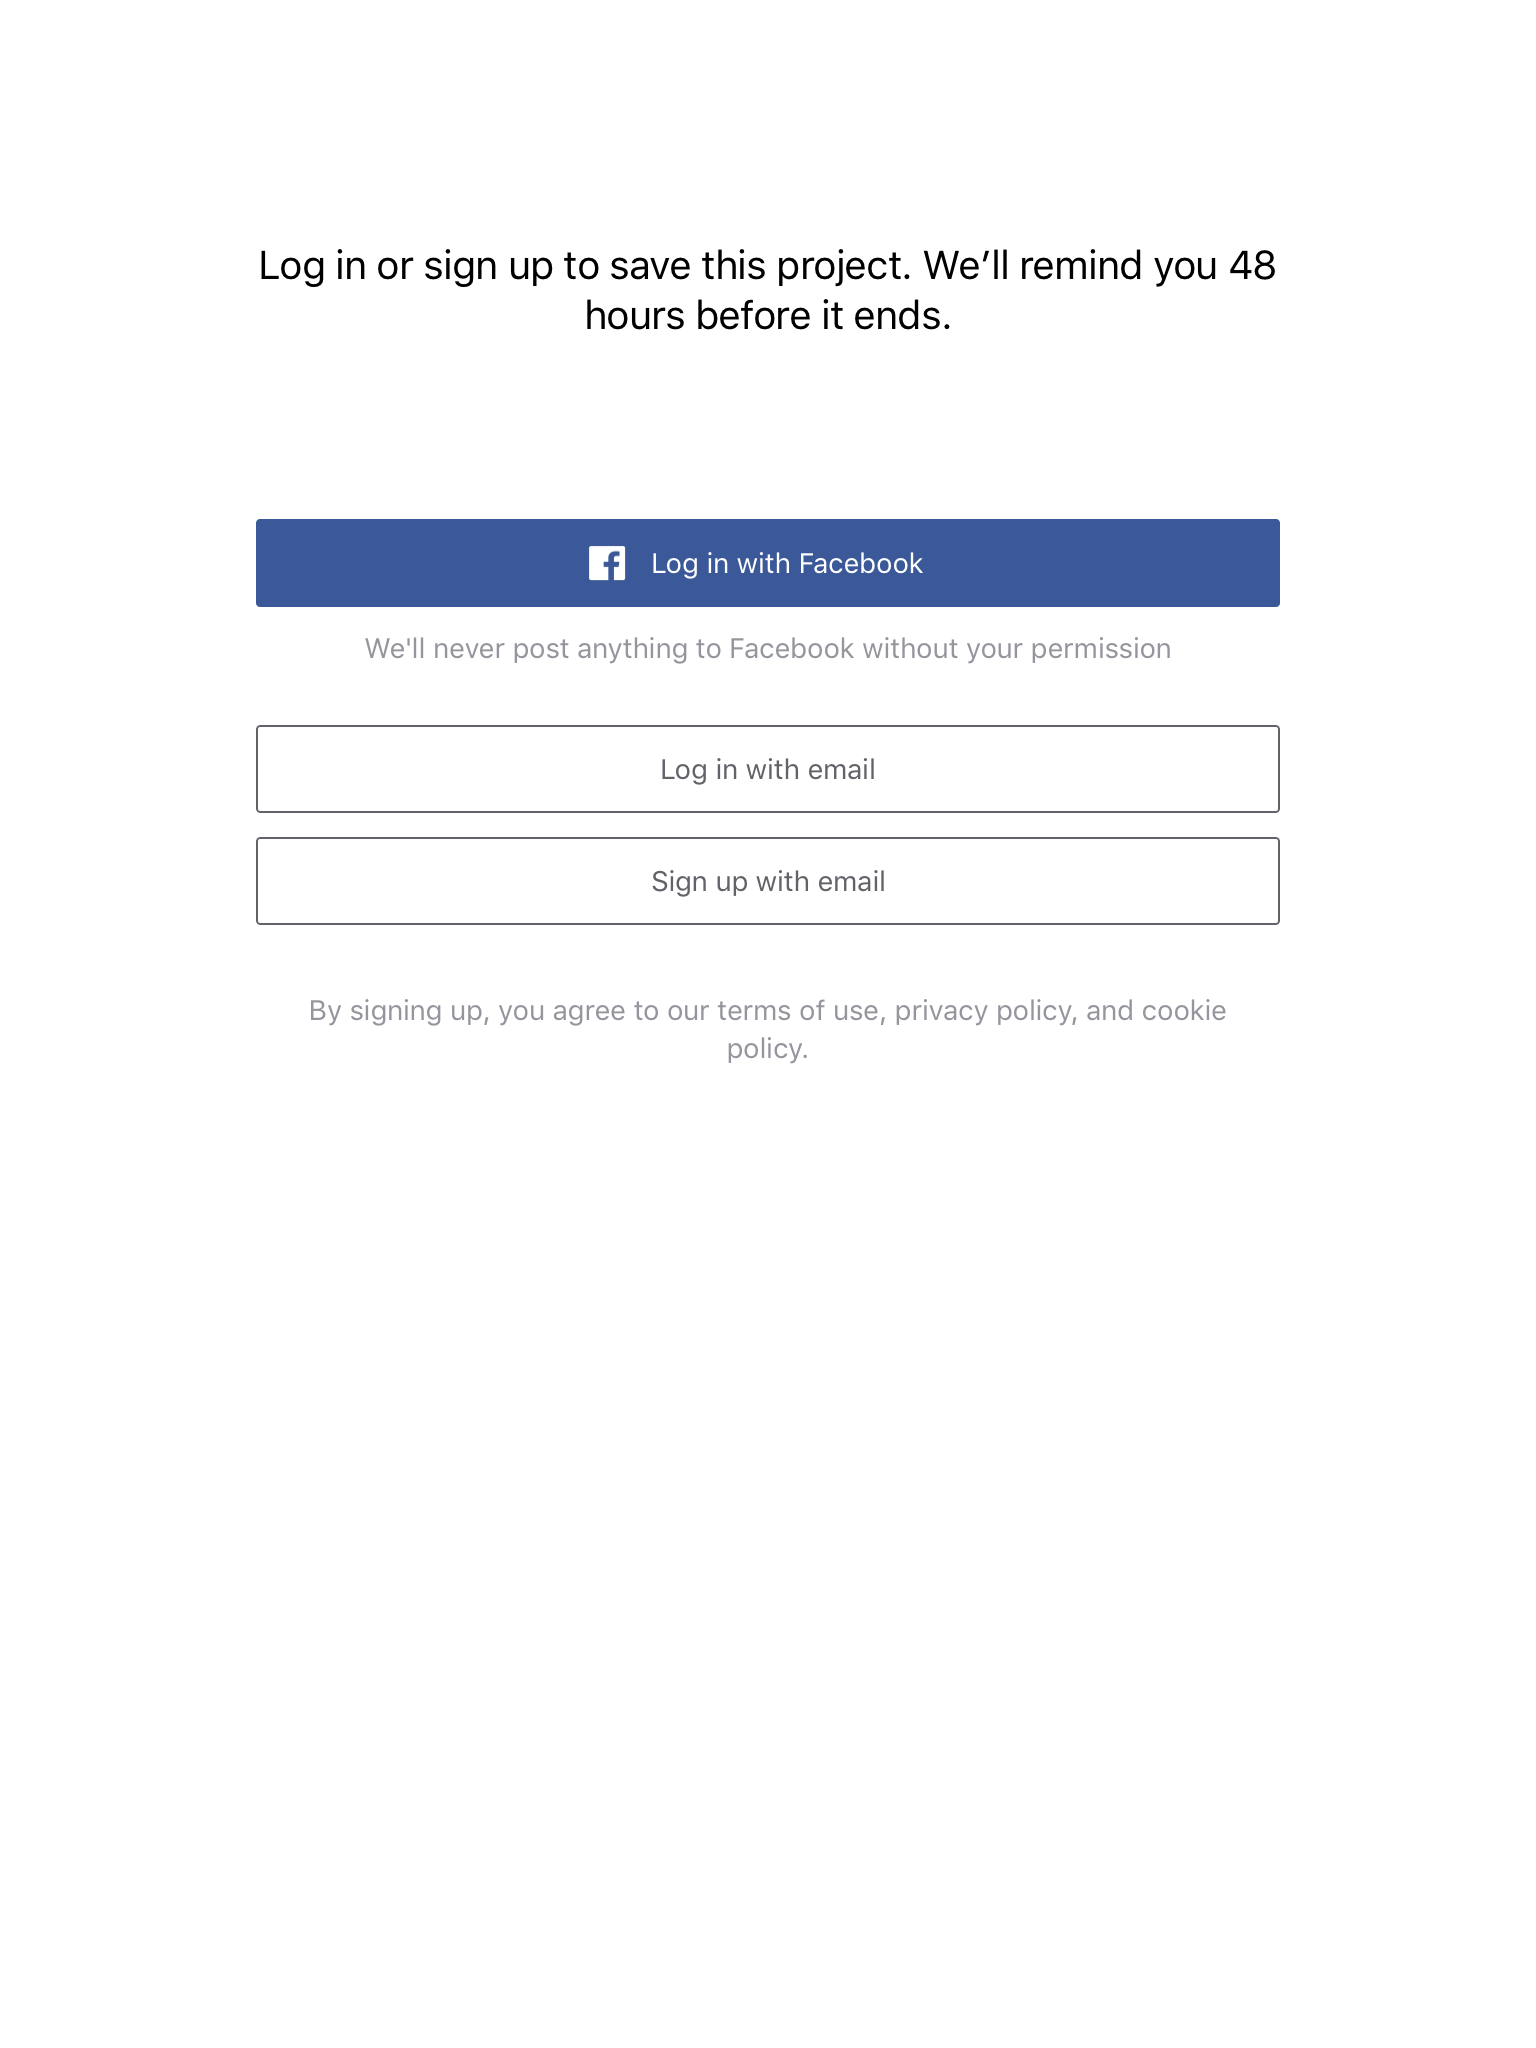 Log in or sign up to save this project. We’ll remind you 48
hours before it ends.
Log in with Facebook
We'll never post anything to Facebook without your permission
Log in with email
Sign up with email
By signing up, you agree to our terms of use, privacy policy, and cookie
policy.